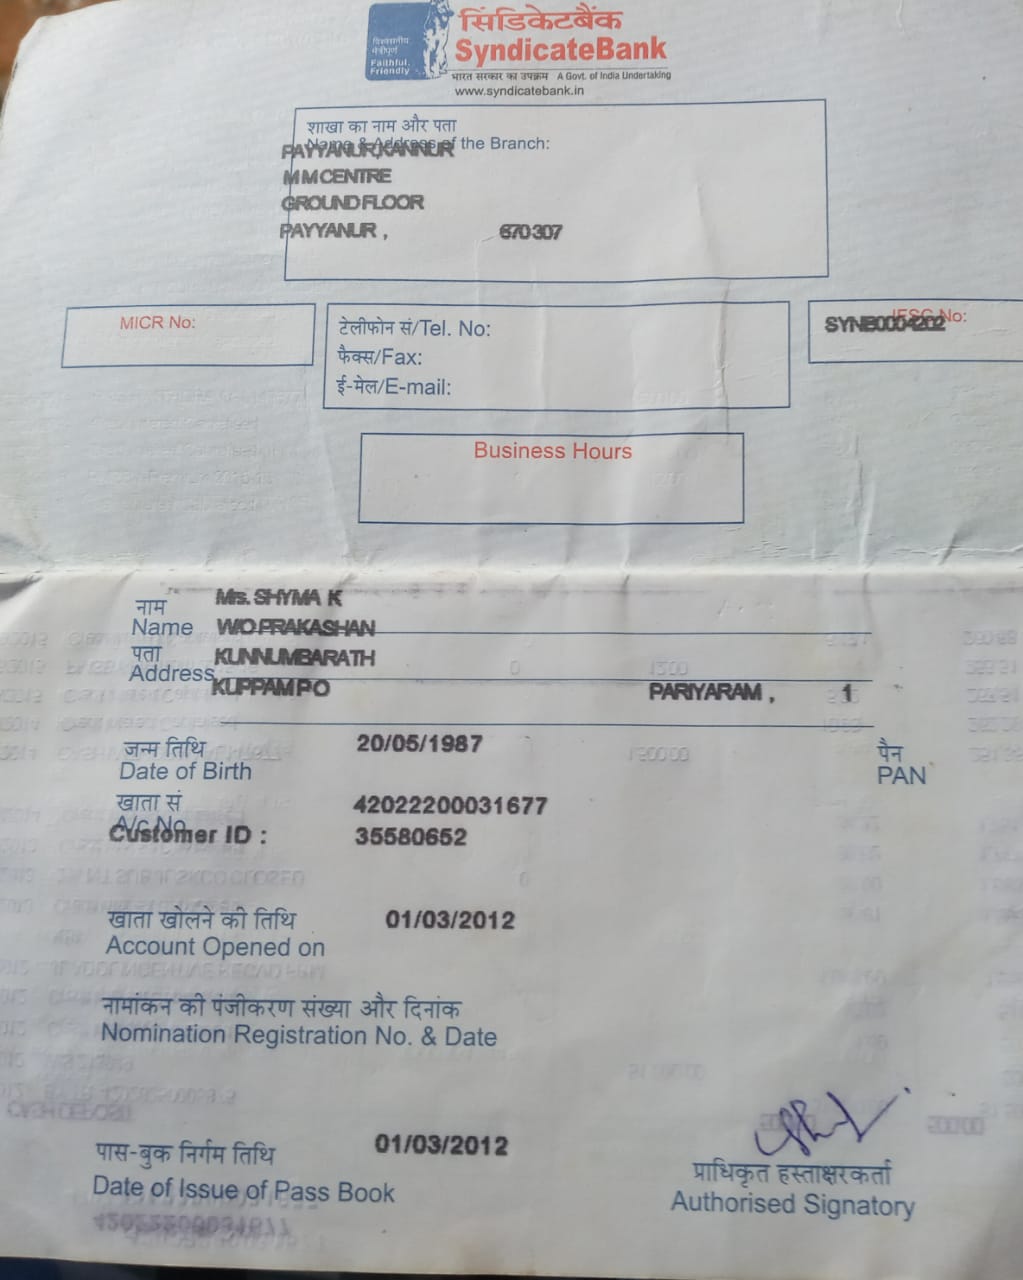 विश्वसनीय
मैत्रीपूर्ण
Faithful,
Friendly
सिंडिकेटबैंक
SyndicateBank
भारत सरकार का उपक्रम A Govt. of India Undertaking
www.syndicatebank.in
शाखा का नाम और पता
Name & Address of the Branch:
PAYYANUR,KANNUR
MM CENTRE
GROUND FLOOR
PAYYANUR , 670307
MICR No:
टेलीफोन सं/Tel. No:
फैक्स/Fax:
ई-मेल/E-mail:
IFSC No:
SYNB0004202
Business Hours
नाम Mrs. SHYMA K
Name W/O.PRAKASHAN
पता KUNNUMBARATH
Address KUPPAM P O PARIYARAM , 1
जन्म तिथि 20/05/1987
Date of Birth
पैन
PAN
खाता सं 42022200031677
A/c No
Customer ID : 35580652
खाता खोलने की तिथि 01/03/2012
Account Opened on
नामांकन की पंजीकरण संख्या और दिनांक
Nomination Registration No. & Date
पास-बुक निर्गम तिथि 01/03/2012
Date of Issue of Pass Book
प्राधिकृत हस्ताक्षरकर्ता
Authorised Signatory